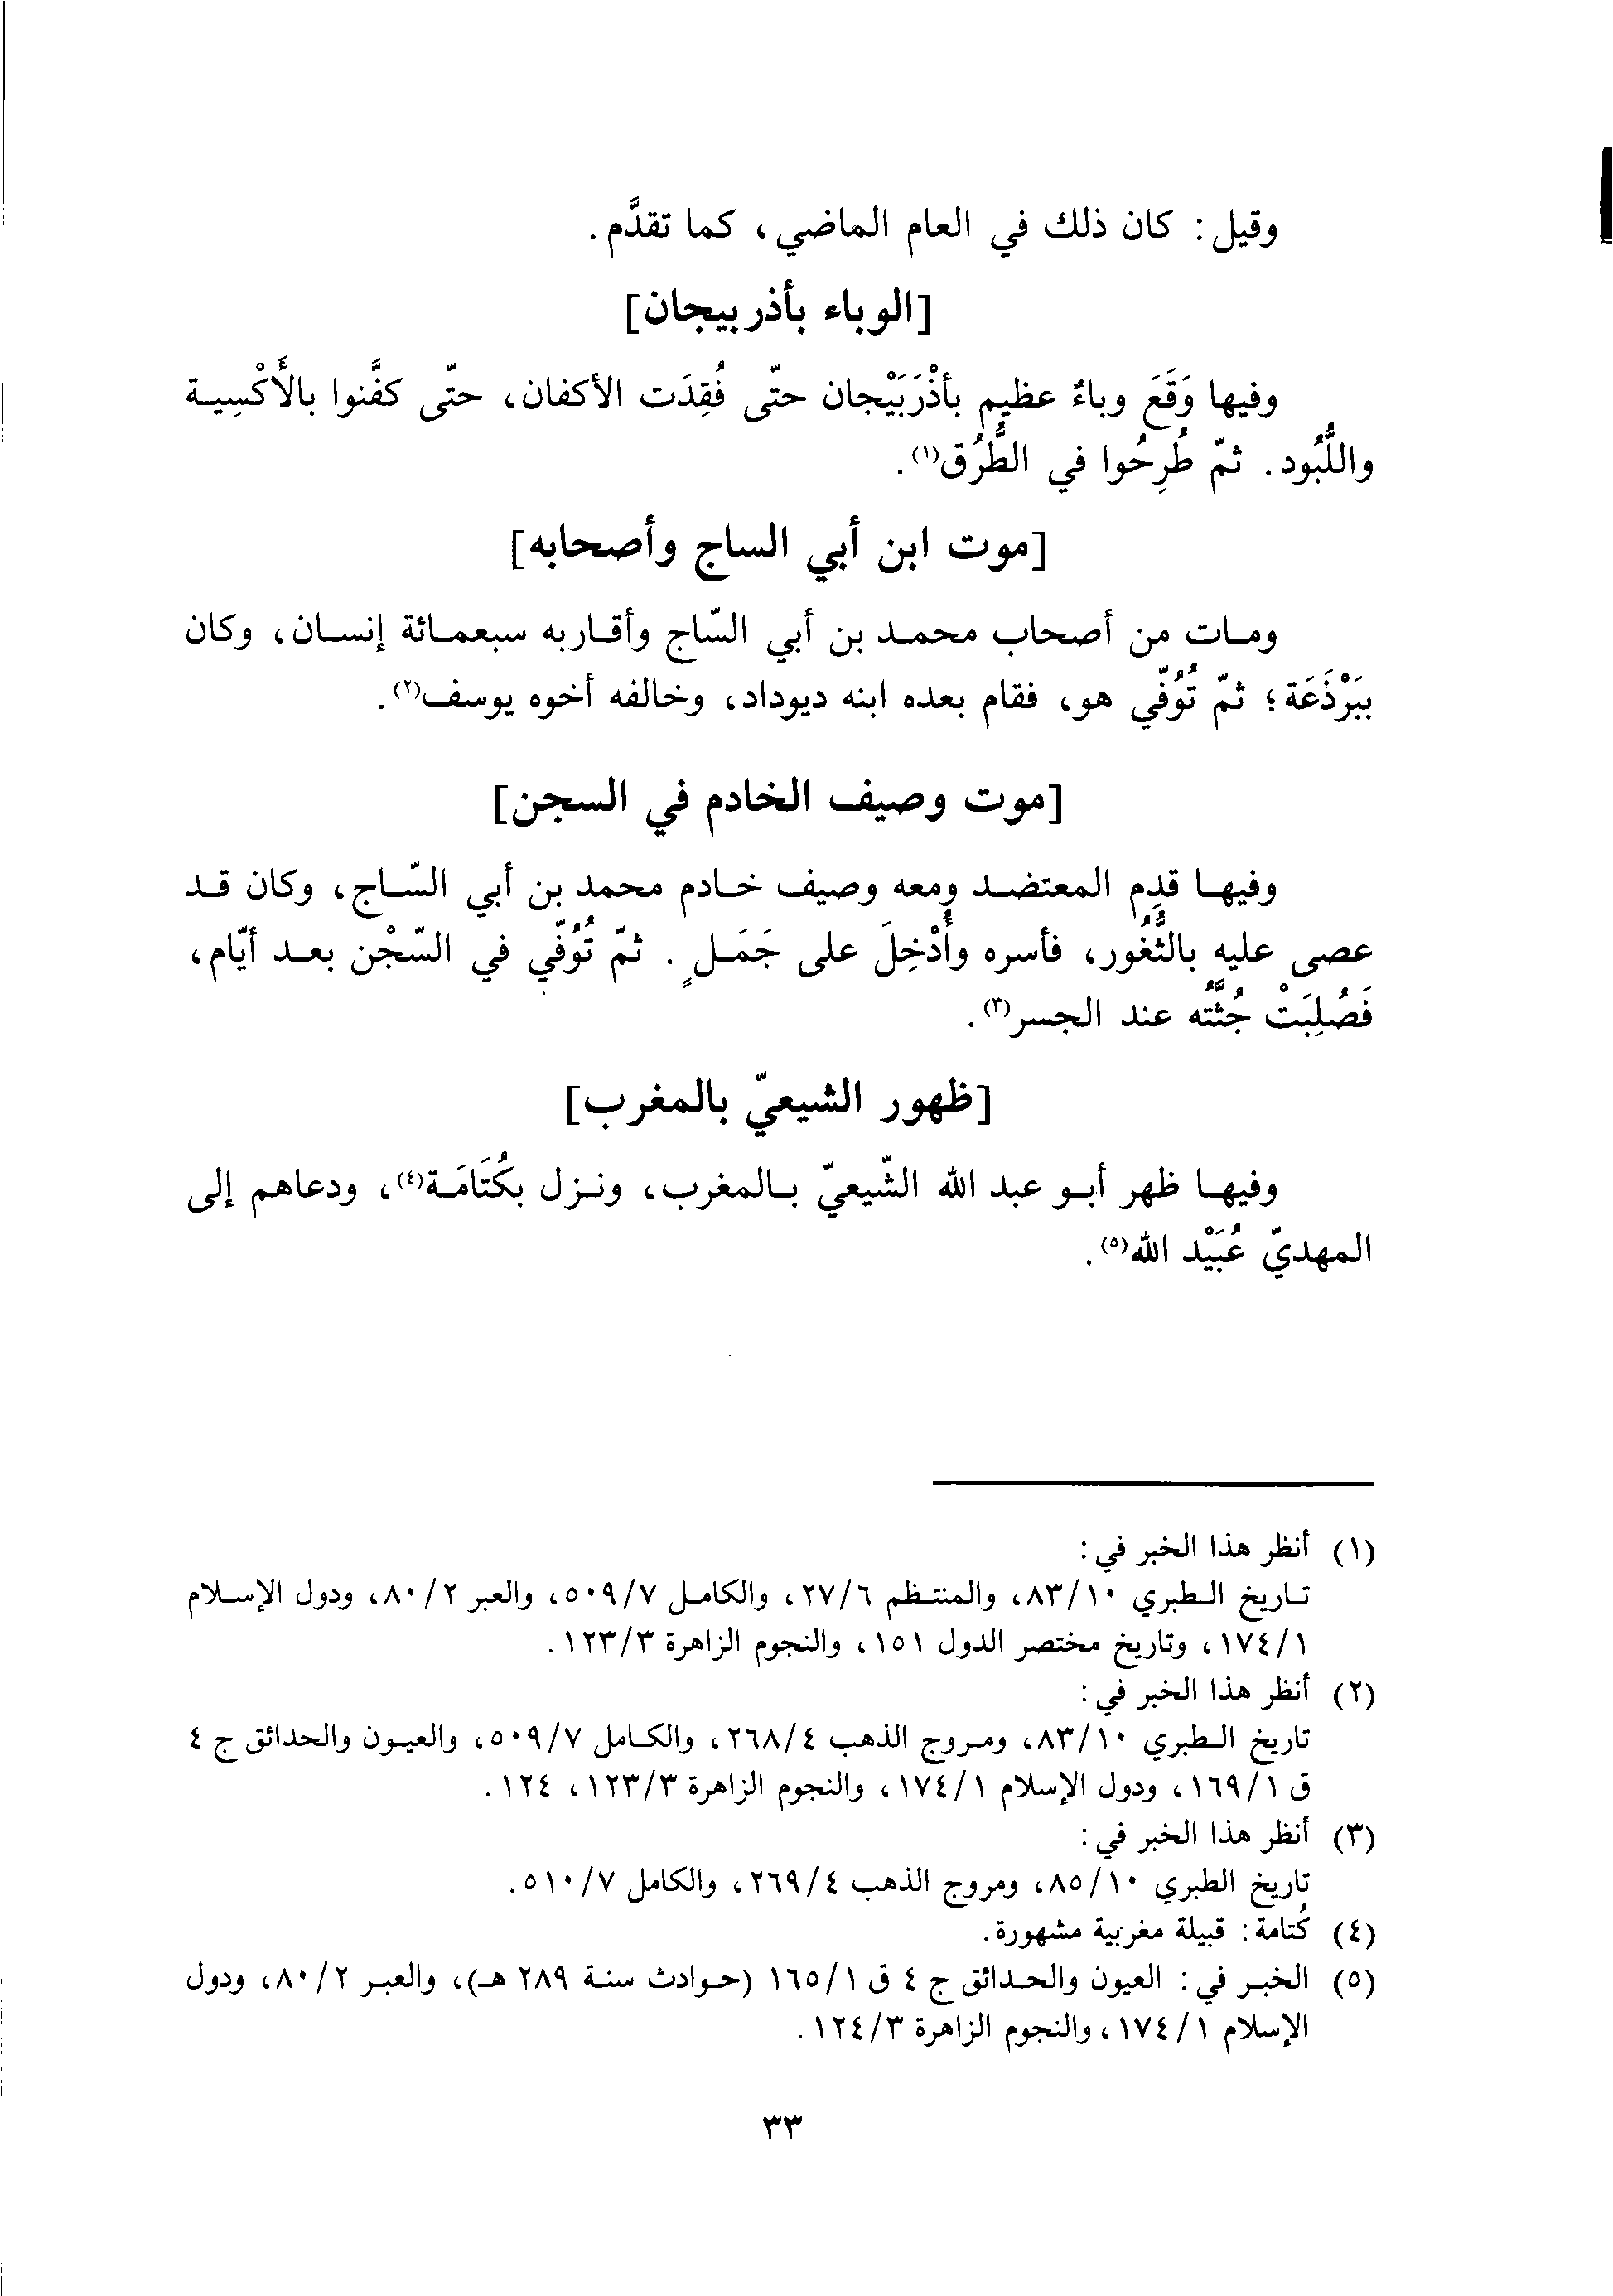 وقيل: كان ذلك في العام الماضي، كما تقدَّم.
[الوباء بأذربيجان]
وفيها وَقَعَ وباءٌ عظيم بأذْرَبَيْجان حتّى فُقِدَت الأكفان، حتّى كفَّنوا بالأَكْسِية
واللُّبُود. ثمّ طُرِحُوا في الطُّرُق(١).
[موت ابن أبي الساج وأصحابه]
ومات من أصحاب محمد بن أبي السّاج وأقاربه سبعمائة إنسان، وكان
ببَرْذَعَة؛ ثمّ تُوُفّي هو، فقام بعده ابنه ديوداد، وخالفه أخوه يوسف(٢).
[موت وصيف الخادم في السجن]
وفيها قدِم المعتضد ومعه وصيف خادم محمد بن أبي السّاج، وكان قد
عصى عليه بالثُّغُور، فأسره وأُدْخِلَ على جَمَلٍ. ثمّ تُوُفّي في السّجْن بعد أيّام،
فَصُلِبَتْ جُثَّتُه عند الجسر(٣).
[ظهور الشيعيّ بالمغرب]
وفيها ظهر أبو عبد الله الشّيعيّ بالمغرب، ونزل بكُتَامَة(٤)، ودعاهم إلى
المهديّ عُبَيْد الله(٥).
(١) أنظر هذا الخبر في:
تاريخ الطبري ٨٣/١٠، والمنتظم ٢٧/٦، والكامل ٥٠٩/٧، والعبر ٨٠/٢، ودول الإسلام
١٧٤/١، وتاريخ مختصر الدول ١٥١، والنجوم الزاهرة ١٢٣/٣.
(٢) أنظر هذا الخبر في:
تاريخ الطبري ٨٣/١٠، ومروج الذهب ٢٦٨/٤، والكامل ٥٠٩/٧، والعيون والحدائق ج ٤
ق ١٦٩/١، ودول الإسلام ١٧٤/١، والنجوم الزاهرة ١٢٣/٣، ١٢٤.
(٣) أنظر هذا الخبر في:
تاريخ الطبري ٨٥/١٠، ومروج الذهب ٢٦٩/٤، والكامل ٥١٠/٧.
(٤) كُتامة: قبيلة مغربية مشهورة.
(٥) الخبر في: العيون والحدائق ج ٤ ق ١٦٥/١ (حوادث سنة ٢٨٩ هـ)، والعبر ٨٠/٢، ودول
الإسلام ١٧٤/١، والنجوم الزاهرة ١٢٤/٣.
٣٣